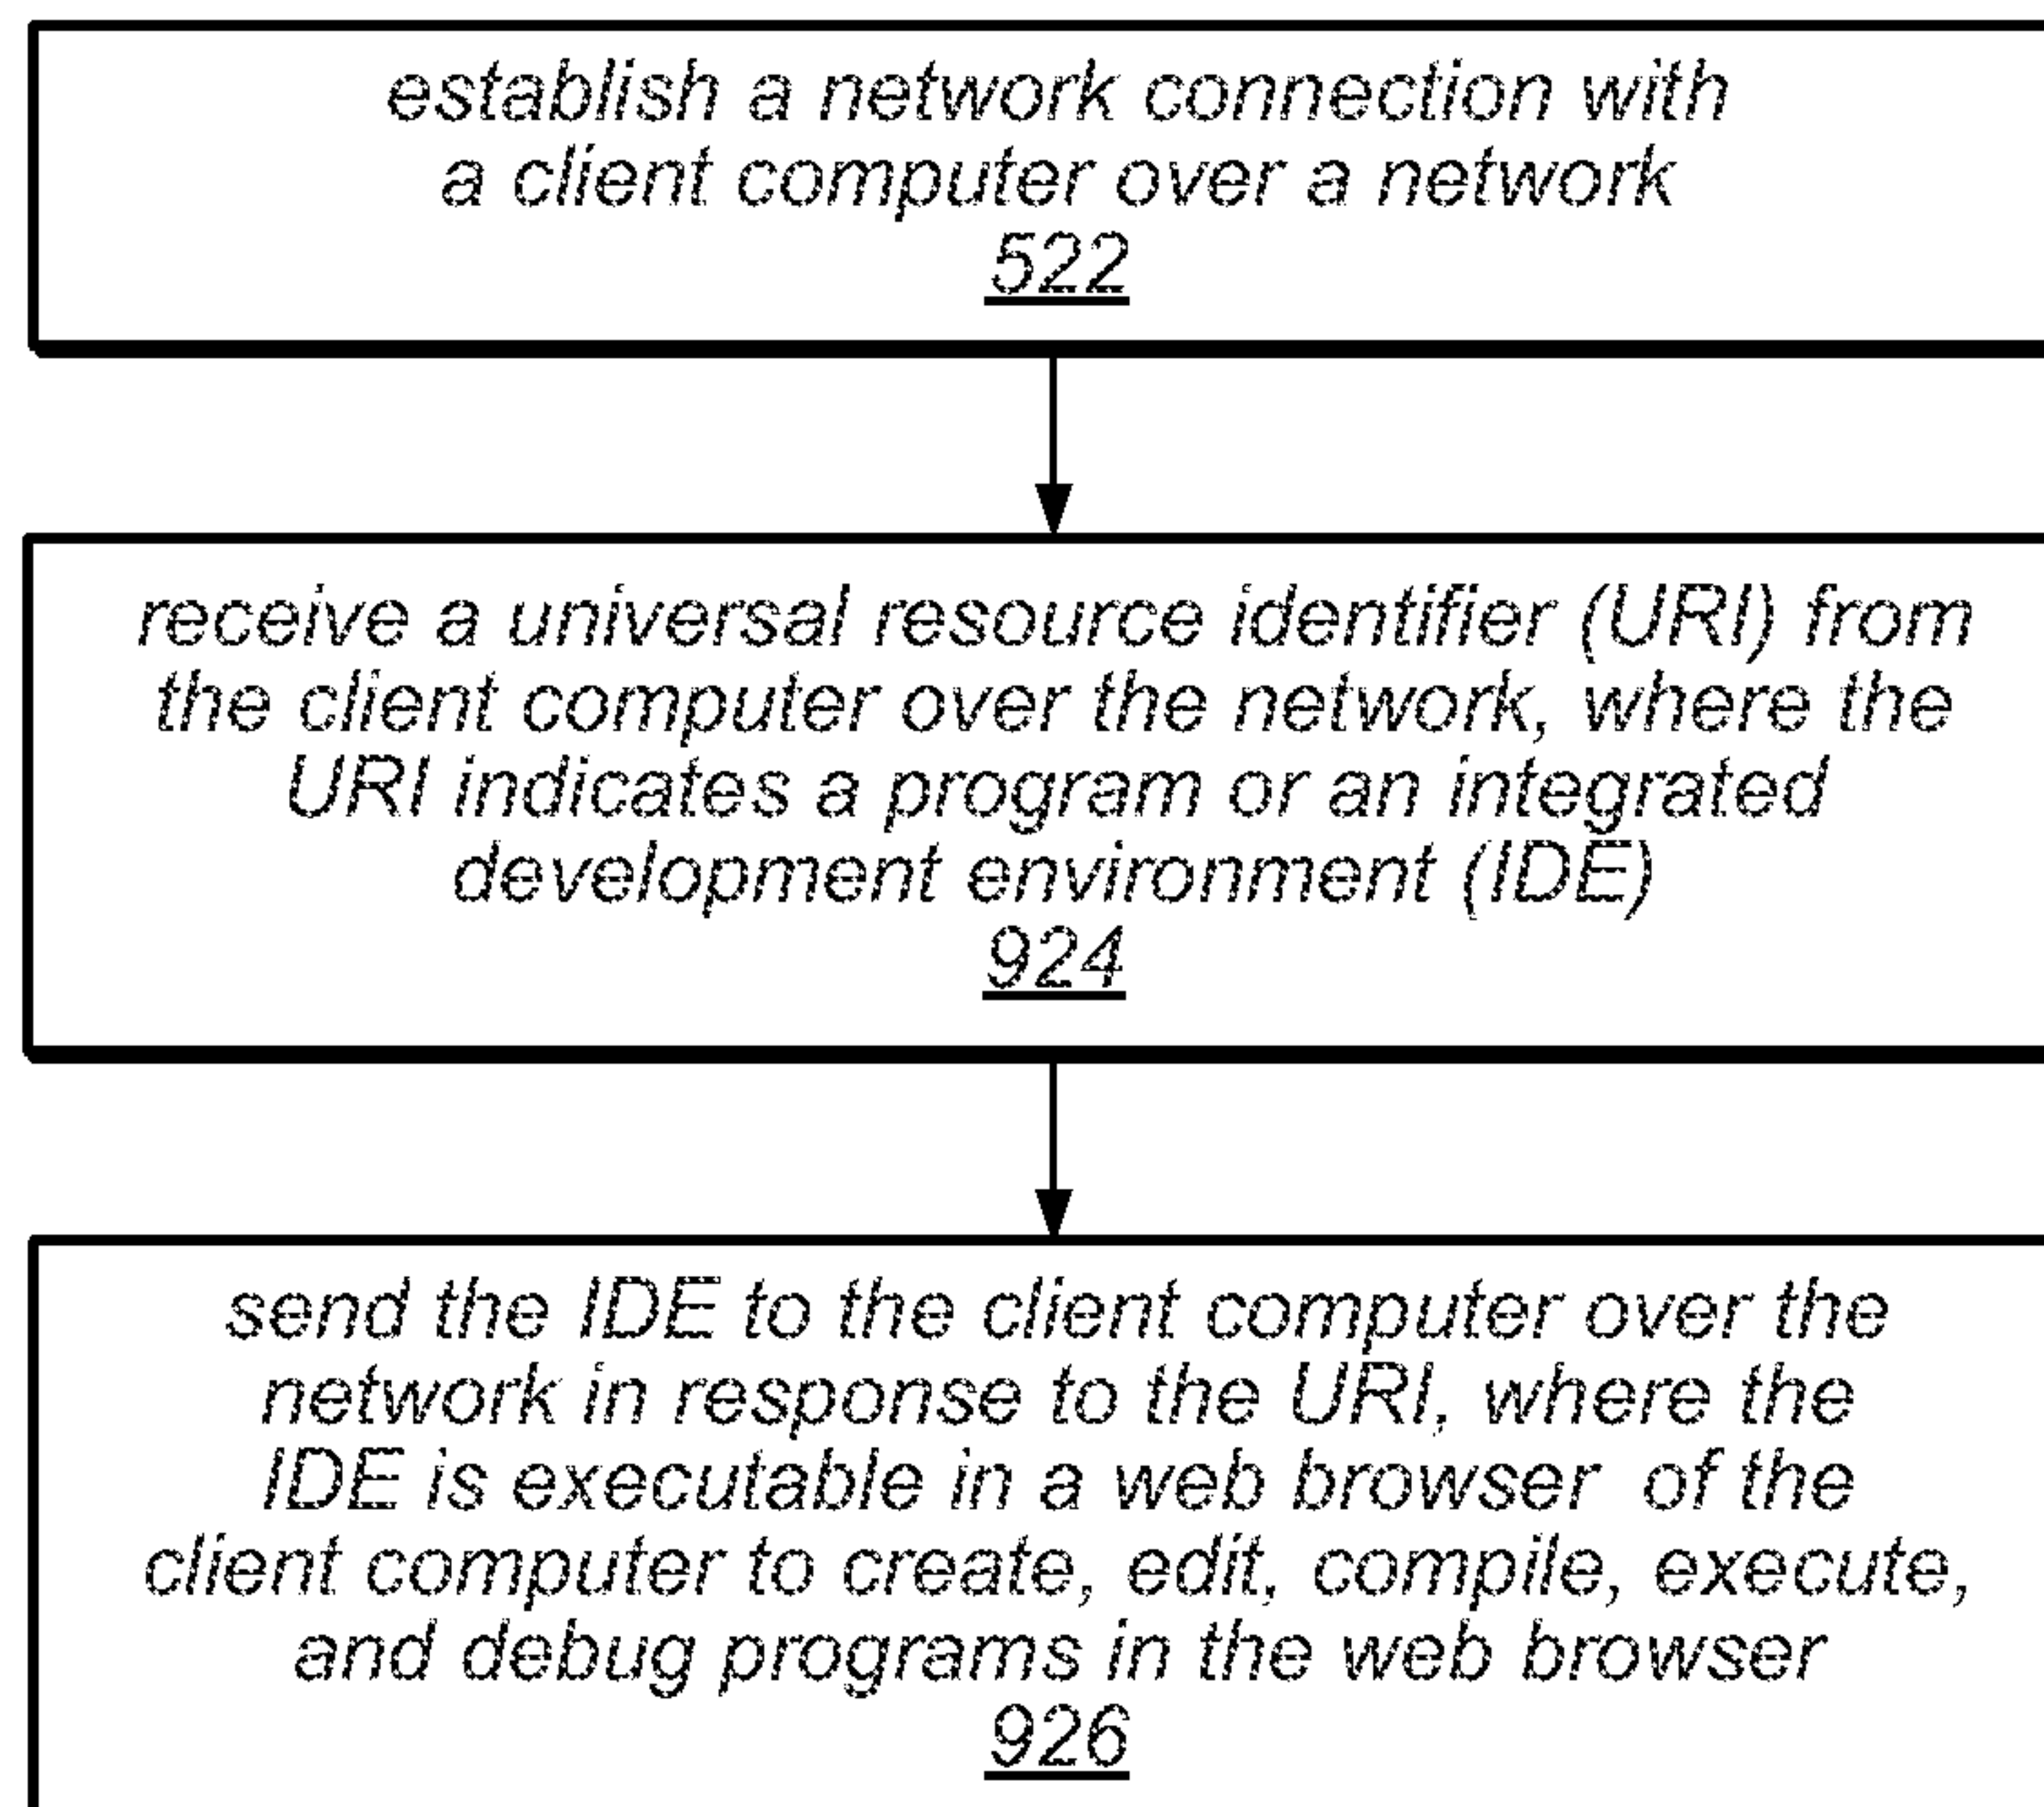 establish a network connection with
a client computer over a network
522
receive a universal resource identifier (URI) from
the client computer over the network, where the
URI indicates a program or an integrated
development environment (IDE)
924
send the IDE to the client computer over the
network in response to the URI, where the
IDE is executable in a web browser of the
client computer to create, edit, compile, execute,
and debug programs in the web browser
926